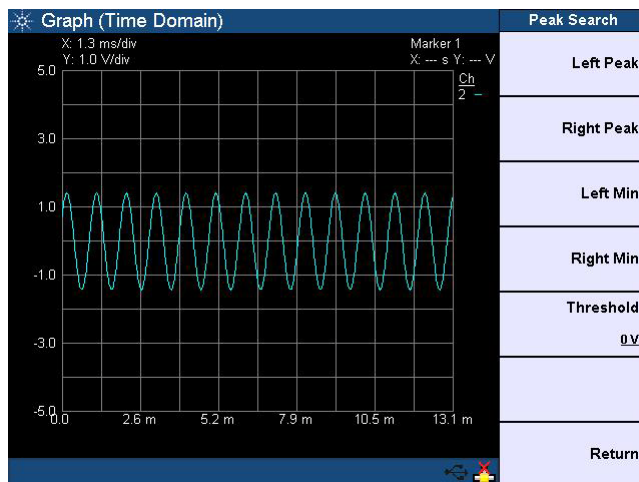 Graph (Time Domain)
Peak Search
X: 1.3 ms/div
Y: 1.0 V/div
Marker 1
X: --- s Y: --- V
Ch
2
5.0
3.0
1.0
-1.0
-3.0
-5.0
0.0
2.6 m
5.2 m
7.9 m
10.5 m
13.1 m
Left Peak
Right Peak
Left Min
Right Min
Threshold
0 V
Return